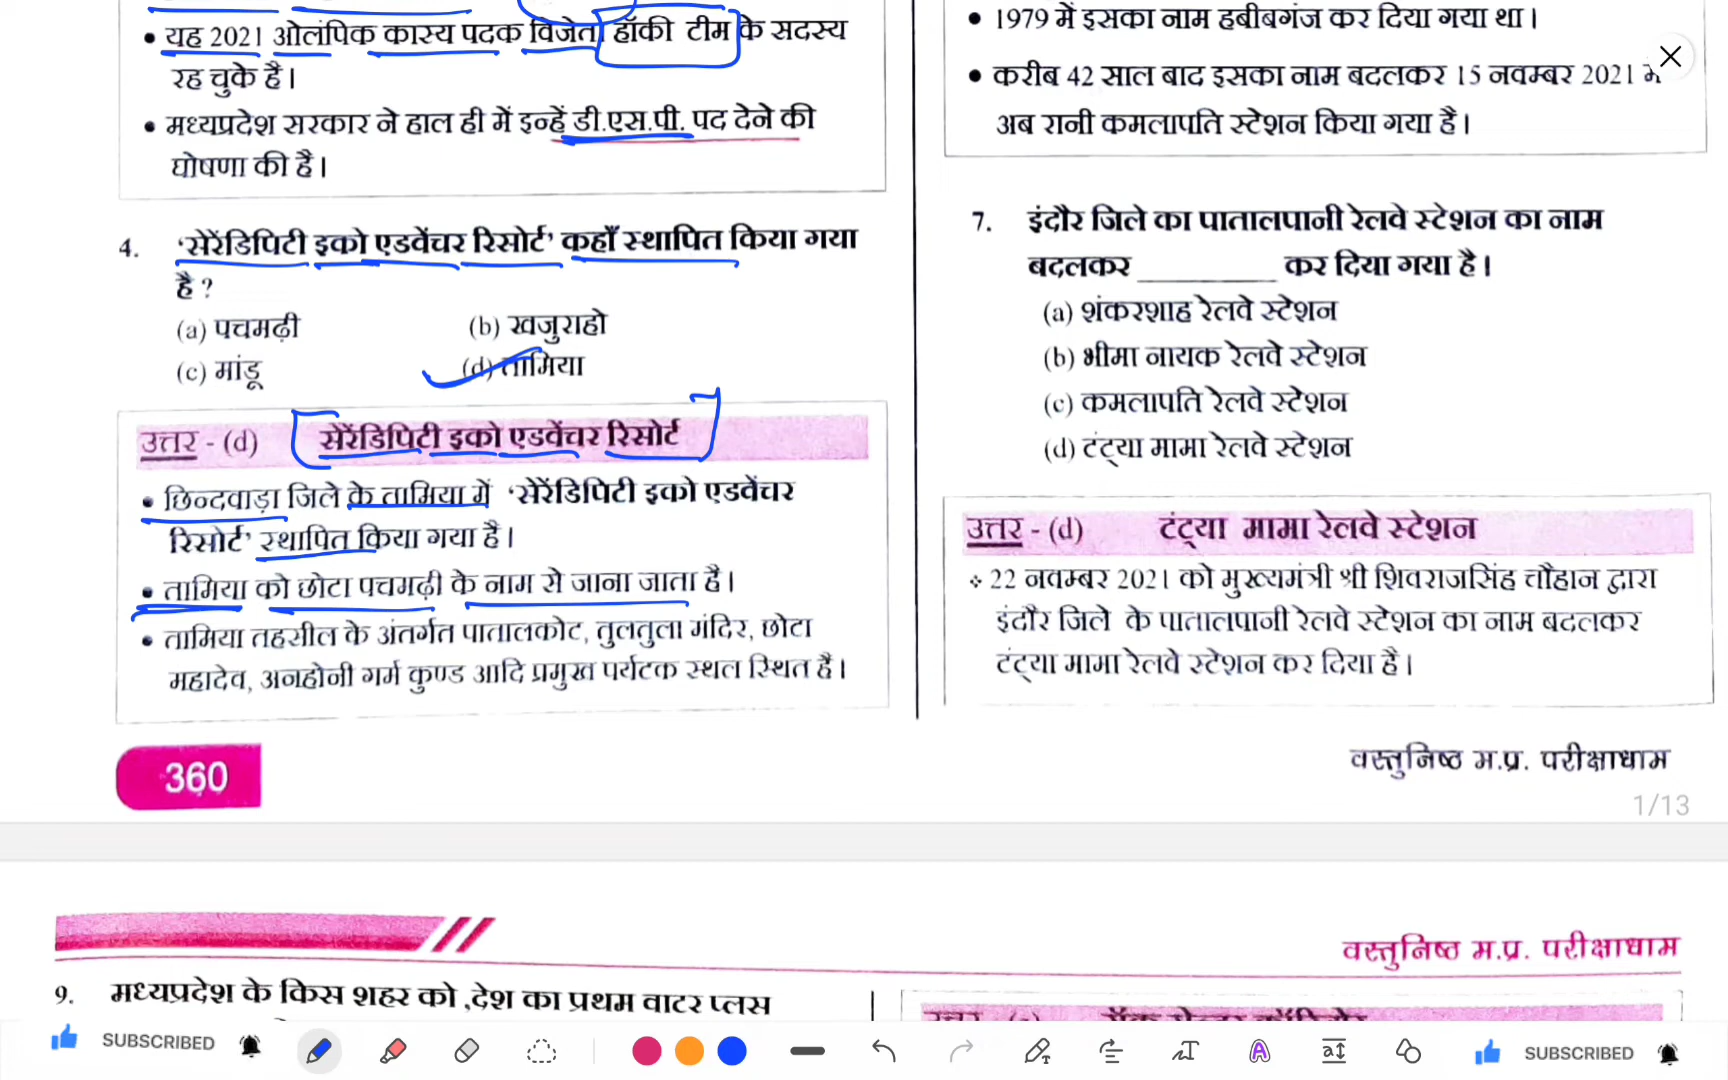 • यह 2021 ओलंपिक कास्य पदक विजेता हॉकी टीम के सदस्य
रह चुके है।
• मध्यप्रदेश सरकार ने हाल ही में इन्हें डी.एस.पी. पद देने की
घोषणा की है।
4. ‘सेरेंडिपिटी इको एडवेंचर रिसोर्ट’ कहाँ स्थापित किया गया
है ?
(a) पचमढ़ी (b) खजुराहो
(c) मांडू (d) तामिया
उत्तर - (d) सेरेंडिपिटी इको एडवेंचर रिसोर्ट
• छिन्दवाड़ा जिले के तामिया में ‘सेरेंडिपिटी इको एडवेंचर
रिसोर्ट’ स्थापित किया गया है।
• तामिया को छोटा पचमढ़ी के नाम से जाना जाता है।
• तामिया तहसील के अंतर्गत पातालकोट, तुलतुला मंदिर, छोटा
महादेव, अनहोनी गर्म कुण्ड आदि प्रमुख पर्यटक स्थल स्थित है।
360
• 1979 में इसका नाम हबीबगंज कर दिया गया था।
• करीब 42 साल बाद इसका नाम बदलकर 15 नवम्बर 2021 में
अब रानी कमलापति स्टेशन किया गया है।
7. इंदौर जिले का पातालपानी रेलवे स्टेशन का नाम
बदलकर __________ कर दिया गया है।
(a) शंकरशाह रेलवे स्टेशन
(b) भीमा नायक रेलवे स्टेशन
(c) कमलापति रेलवे स्टेशन
(d) टंट्या मामा रेलवे स्टेशन
उत्तर - (d) टंट्या मामा रेलवे स्टेशन
❖ 22 नवम्बर 2021 को मुख्यमंत्री श्री शिवराजसिंह चौहान द्वारा
इंदौर जिले के पातालपानी रेलवे स्टेशन का नाम बदलकर
टंट्या मामा रेलवे स्टेशन कर दिया है।
वस्तुनिष्ठ म.प्र. परीक्षाधाम
1/13
वस्तुनिष्ठ म.प्र. परीक्षाधाम
9. मध्यप्रदेश के किस शहर को ,देश का प्रथम वाटर प्लस
SUBSCRIBED
SUBSCRIBED